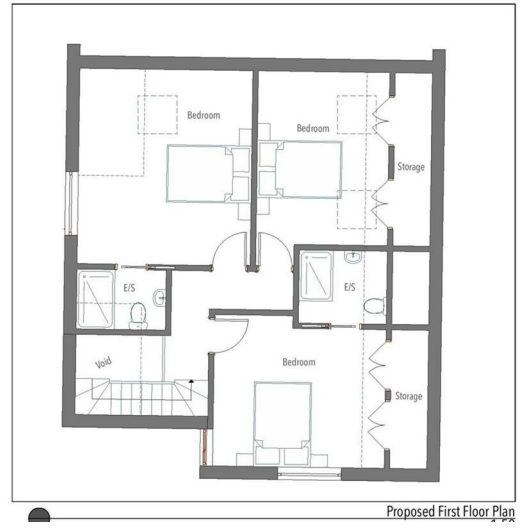 Bedroom
Bedroom
Storage
E/S
E/S
Void
Bedroom
Storage
Proposed First Floor Plan